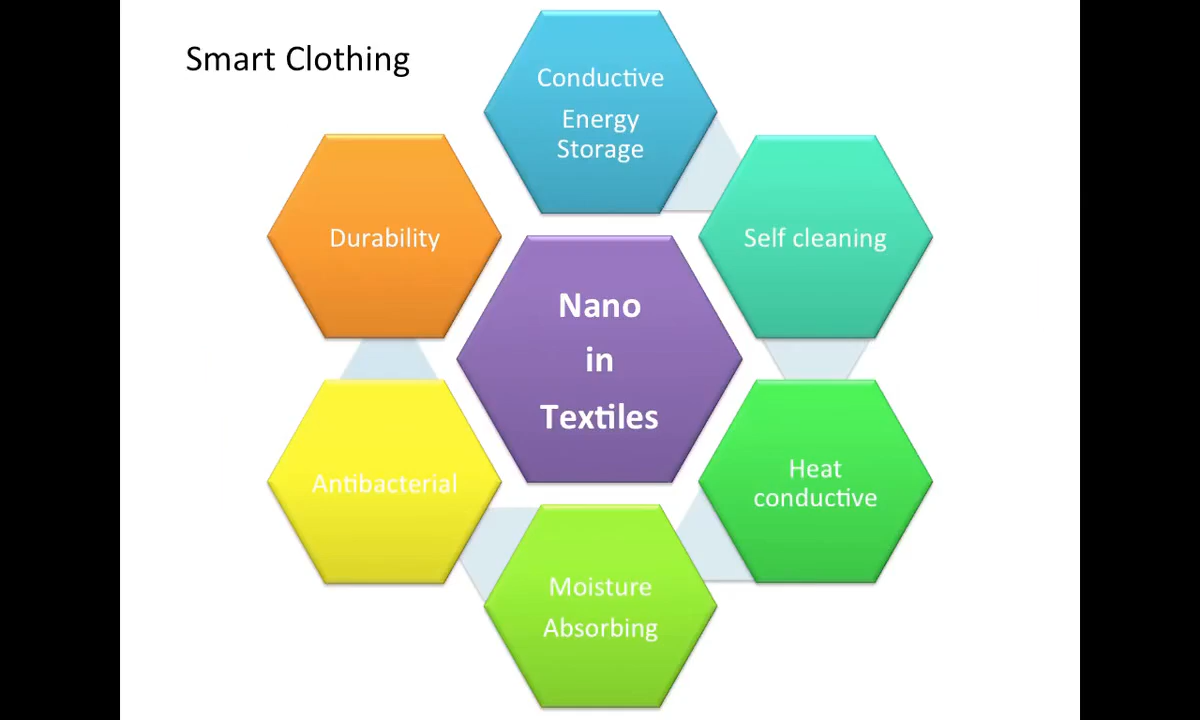 Smart Clothing
Conductive
Energy
Storage
Self cleaning
Heat
conductive
Moisture
Absorbing
Antibacterial
Durability
Nano
in
Textiles